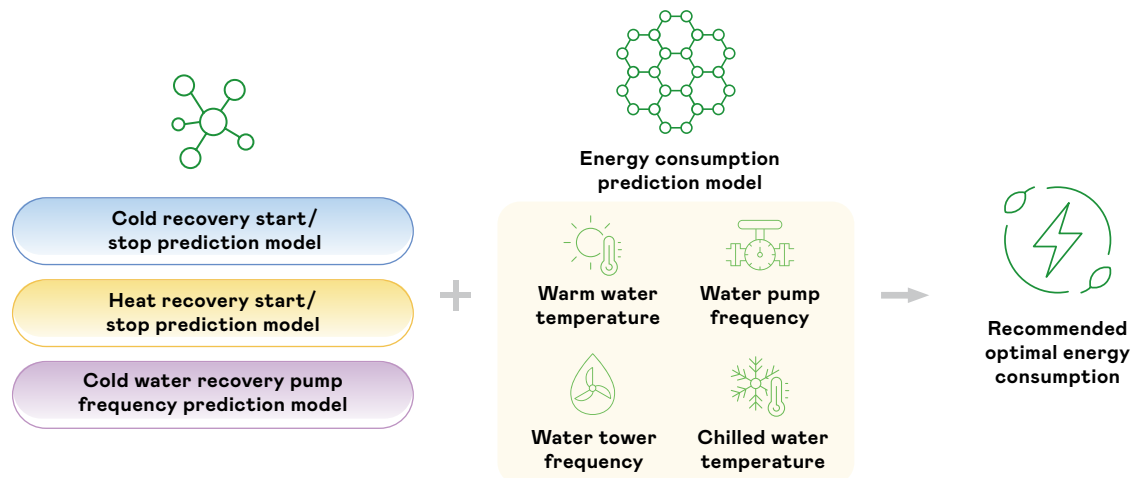 Cold recovery start/
stop prediction model
Heat recovery start/
stop prediction model
Cold water recovery pump
frequency prediction model
Energy consumption
prediction model
Warm water
temperature
Water pump
frequency
Water tower
frequency
Chilled water
temperature
Recommended
optimal energy
consumption